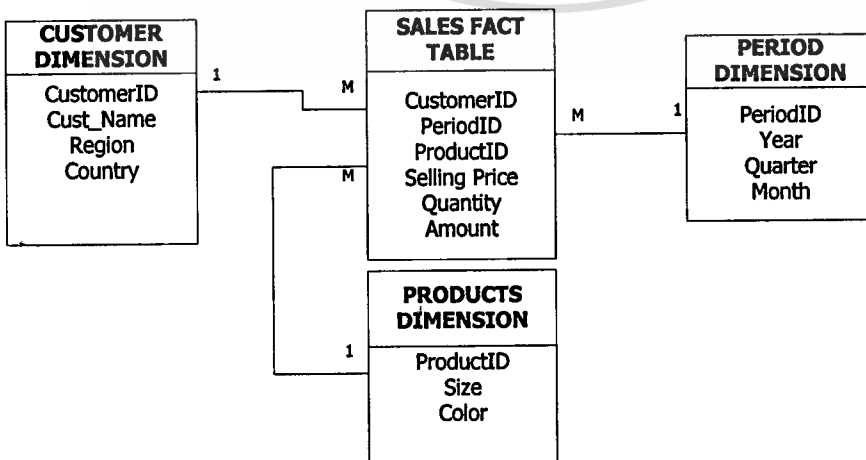 CUSTOMER
DIMENSION
CustomerID
Cust_Name
Region
Country
1
M
SALES FACT
TABLE
CustomerID
PeriodID
ProductID
Selling Price
Quantity
Amount
M
1
PERIOD
DIMENSION
PeriodID
Year
Quarter
Month
M
1
PRODUCTS
DIMENSION
ProductID
Size
Color